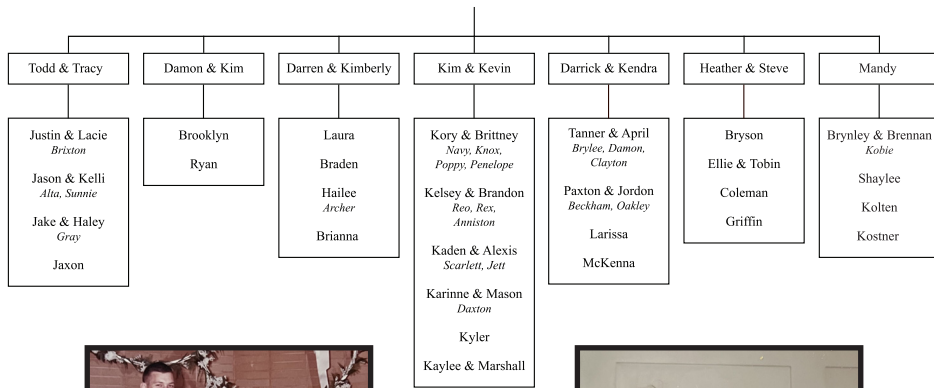 Todd & Tracy
Damon & Kim
Darren & Kimberly
Kim & Kevin
Darrick & Kendra
Heather & Steve
Mandy
Justin & Lacie
Brixton
Jason & Kelli
Alta, Sunnie
Jake & Haley
Gray
Jaxon
Brooklyn
Ryan
Laura
Braden
Hailee
Archer
Brianna
Kory & Brittney
Navy, Knox,
Poppy, Penelope
Kelsey & Brandon
Reo, Rex,
Anniston
Kaden & Alexis
Scarlett, Jett
Karinne & Mason
Daxton
Kyler
Kaylee & Marshall
Tanner & April
Brylee, Damon,
Clayton
Paxton & Jordon
Beckham, Oakley
Larissa
McKenna
Bryson
Ellie & Tobin
Coleman
Griffin
Brynley & Brennan
Kobie
Shaylee
Kolten
Kostner